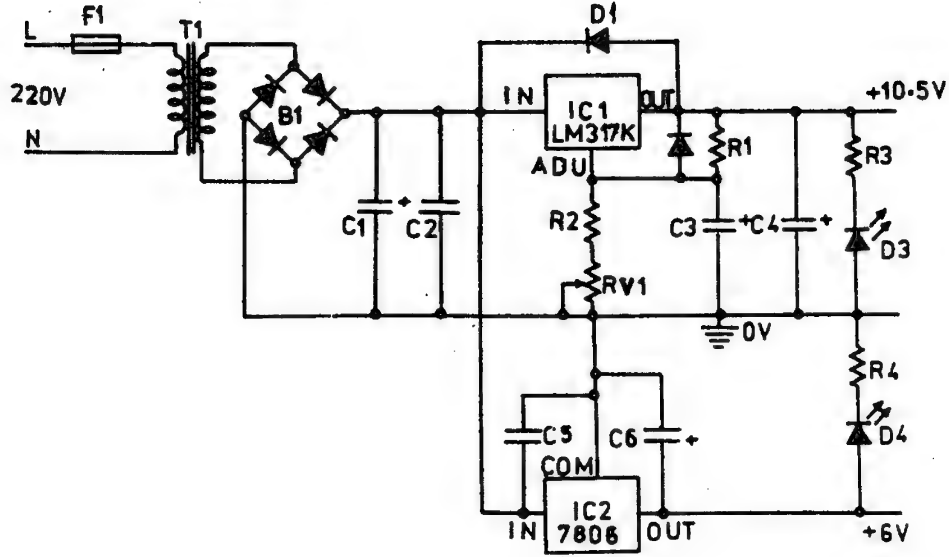 F1
T1
D1
L
220V
N
B1
IN
IC1
LM317K
OUT
ADU
R1
+10.5V
R3
C1
+
C2
R2
RV1
C3
+
C4
+
D3
0V
R4
C5
C6
+
D4
COM
IN
IC2
7806
OUT
+6V